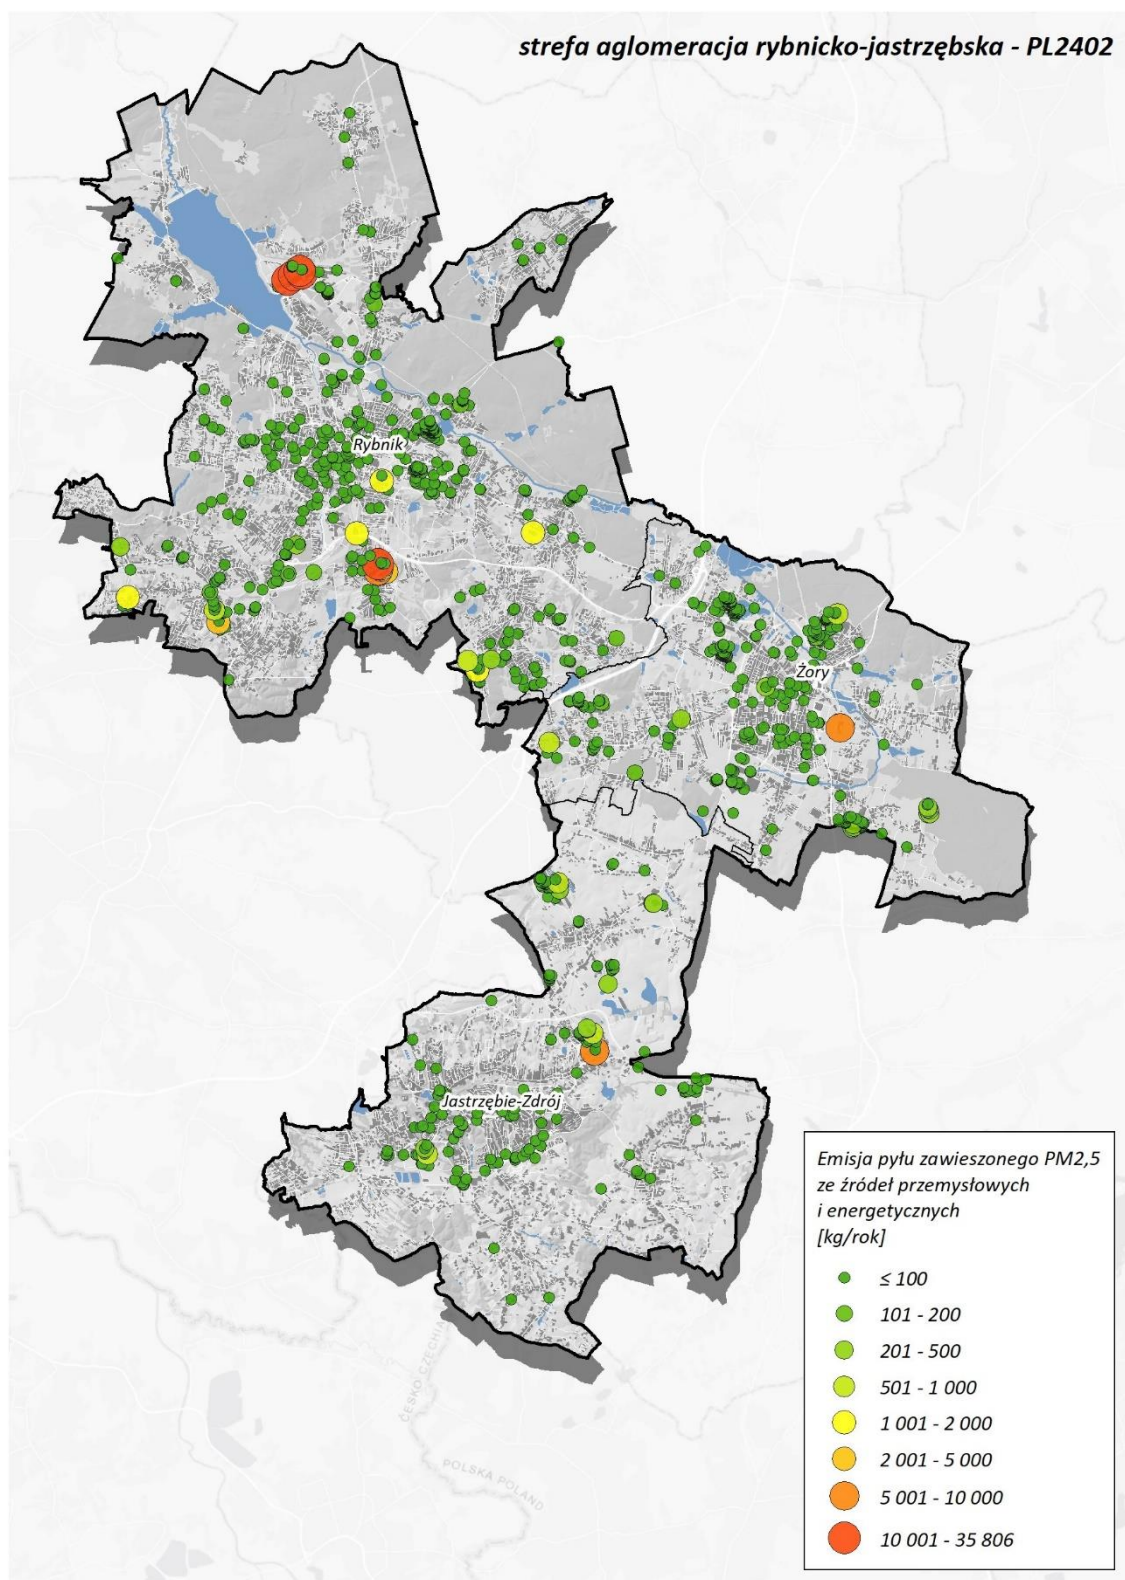 strefa aglomeracja rybnicko-jastrzębska - PL2402
Rybnik
Żory
Jastrzębie-Zdrój
ČESKO CZECHIA
POLSKA POLAND
Emisja pyłu zawieszonego PM2,5
ze źródeł przemysłowych
i energetycznych
[kg/rok]
≤ 100
101 - 200
201 - 500
501 - 1 000
1 001 - 2 000
2 001 - 5 000
5 001 - 10 000
10 001 - 35 806